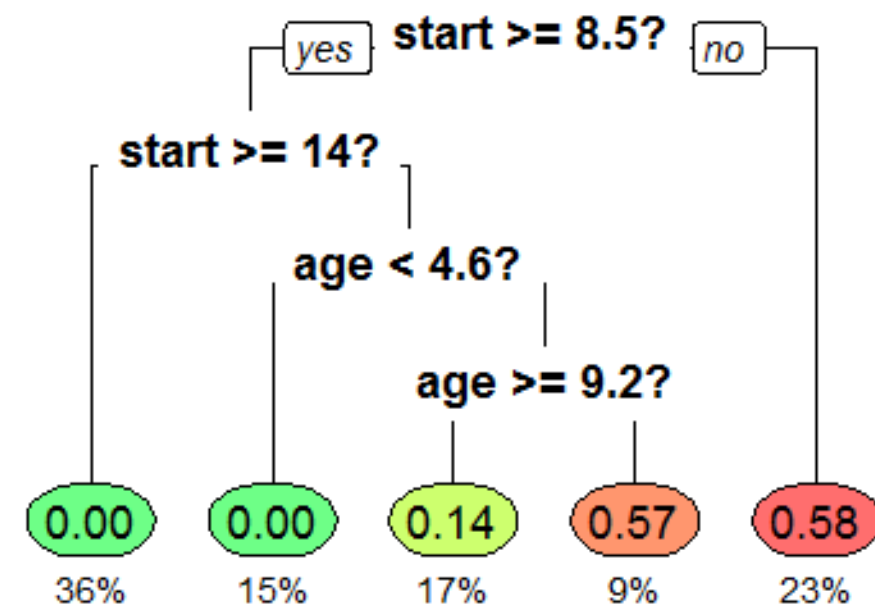 yes start >= 8.5? no
start >= 14?
age < 4.6?
age >= 9.2?
0.00 0.00 0.14 0.57 0.58
36% 15% 17% 9% 23%